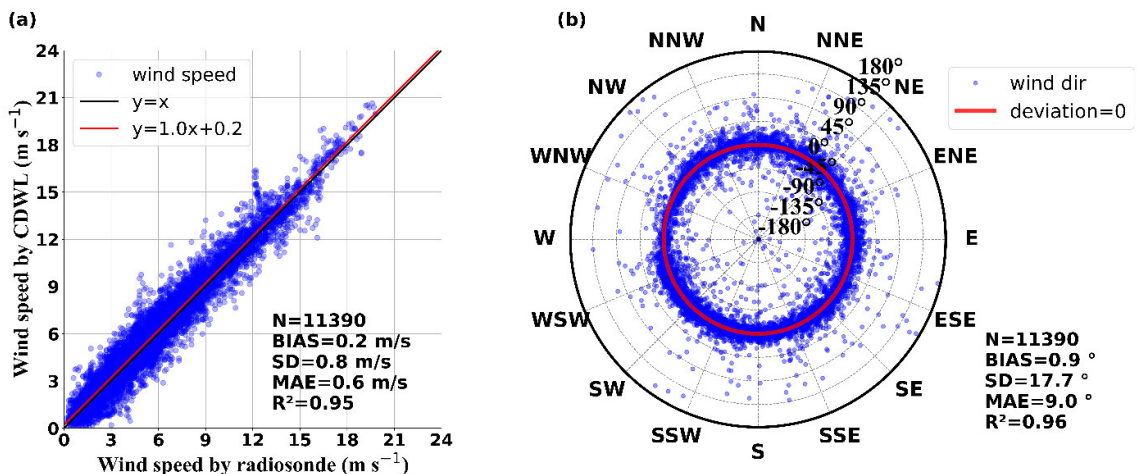 (a)
24
21
18
15
12
9
6
3
0
Wind speed by CDWL (m s⁻¹)
wind speed
y=x
y=1.0x+0.2
N=11390
BIAS=0.2 m/s
SD=0.8 m/s
MAE=0.6 m/s
R²=0.95
0 3 6 9 12 15 18 21 24
Wind speed by radiosonde (m s⁻¹)
(b)
N
NNE
NE
ENE
E
ESE
SE
SSE
S
SSW
SW
WSW
W
WNW
NW
NNW
180°
135°
90°
45°
0°
-45°
-90°
-135°
-180°
wind dir
deviation=0
N=11390
BIAS=0.9 °
SD=17.7 °
MAE=9.0 °
R²=0.96